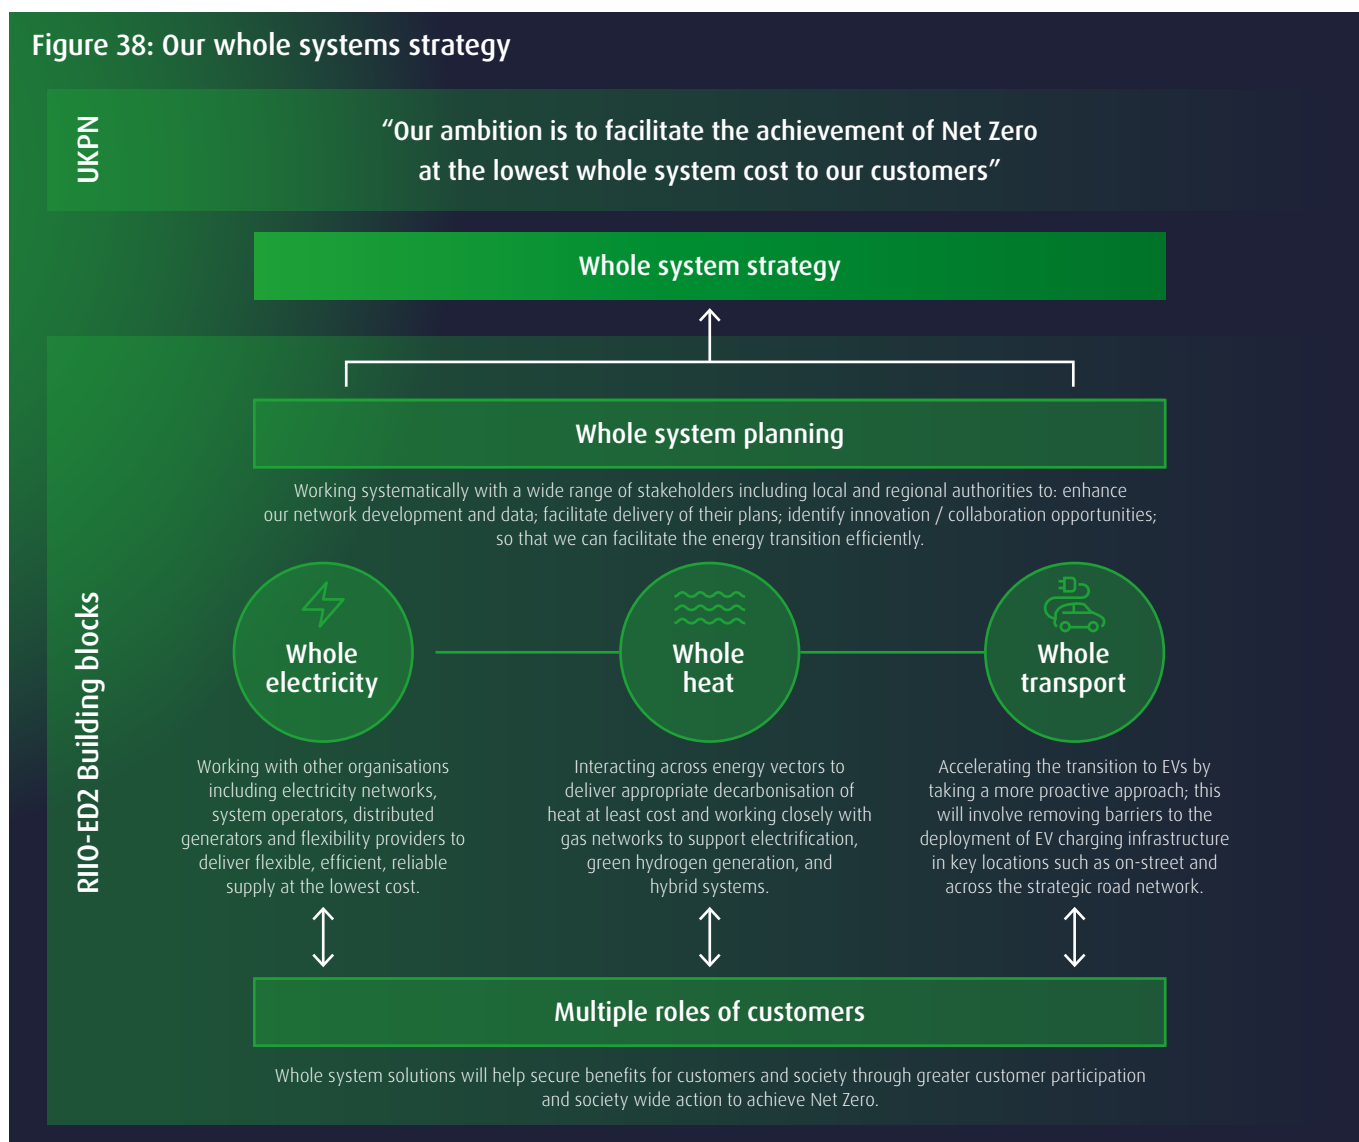 Figure 38: Our whole systems strategy
UKPN
“Our ambition is to facilitate the achievement of Net Zero
at the lowest whole system cost to our customers”
Whole system strategy
RIIO-ED2 Building blocks
Whole system planning
Working systematically with a wide range of stakeholders including local and regional authorities to: enhance
our network development and data; facilitate delivery of their plans; identify innovation / collaboration opportunities;
so that we can facilitate the energy transition efficiently.
Whole
electricity
Working with other organisations
including electricity networks,
system operators, distributed
generators and flexibility providers to
deliver flexible, efficient, reliable
supply at the lowest cost.
Whole
heat
Interacting across energy vectors to
deliver appropriate decarbonisation of
heat at least cost and working closely with
gas networks to support electrification,
green hydrogen generation, and
hybrid systems.
Whole
transport
Accelerating the transition to EVs by
taking a more proactive approach; this
will involve removing barriers to the
deployment of EV charging infrastructure
in key locations such as on-street and
across the strategic road network.
Multiple roles of customers
Whole system solutions will help secure benefits for customers and society through greater customer participation
and society wide action to achieve Net Zero.